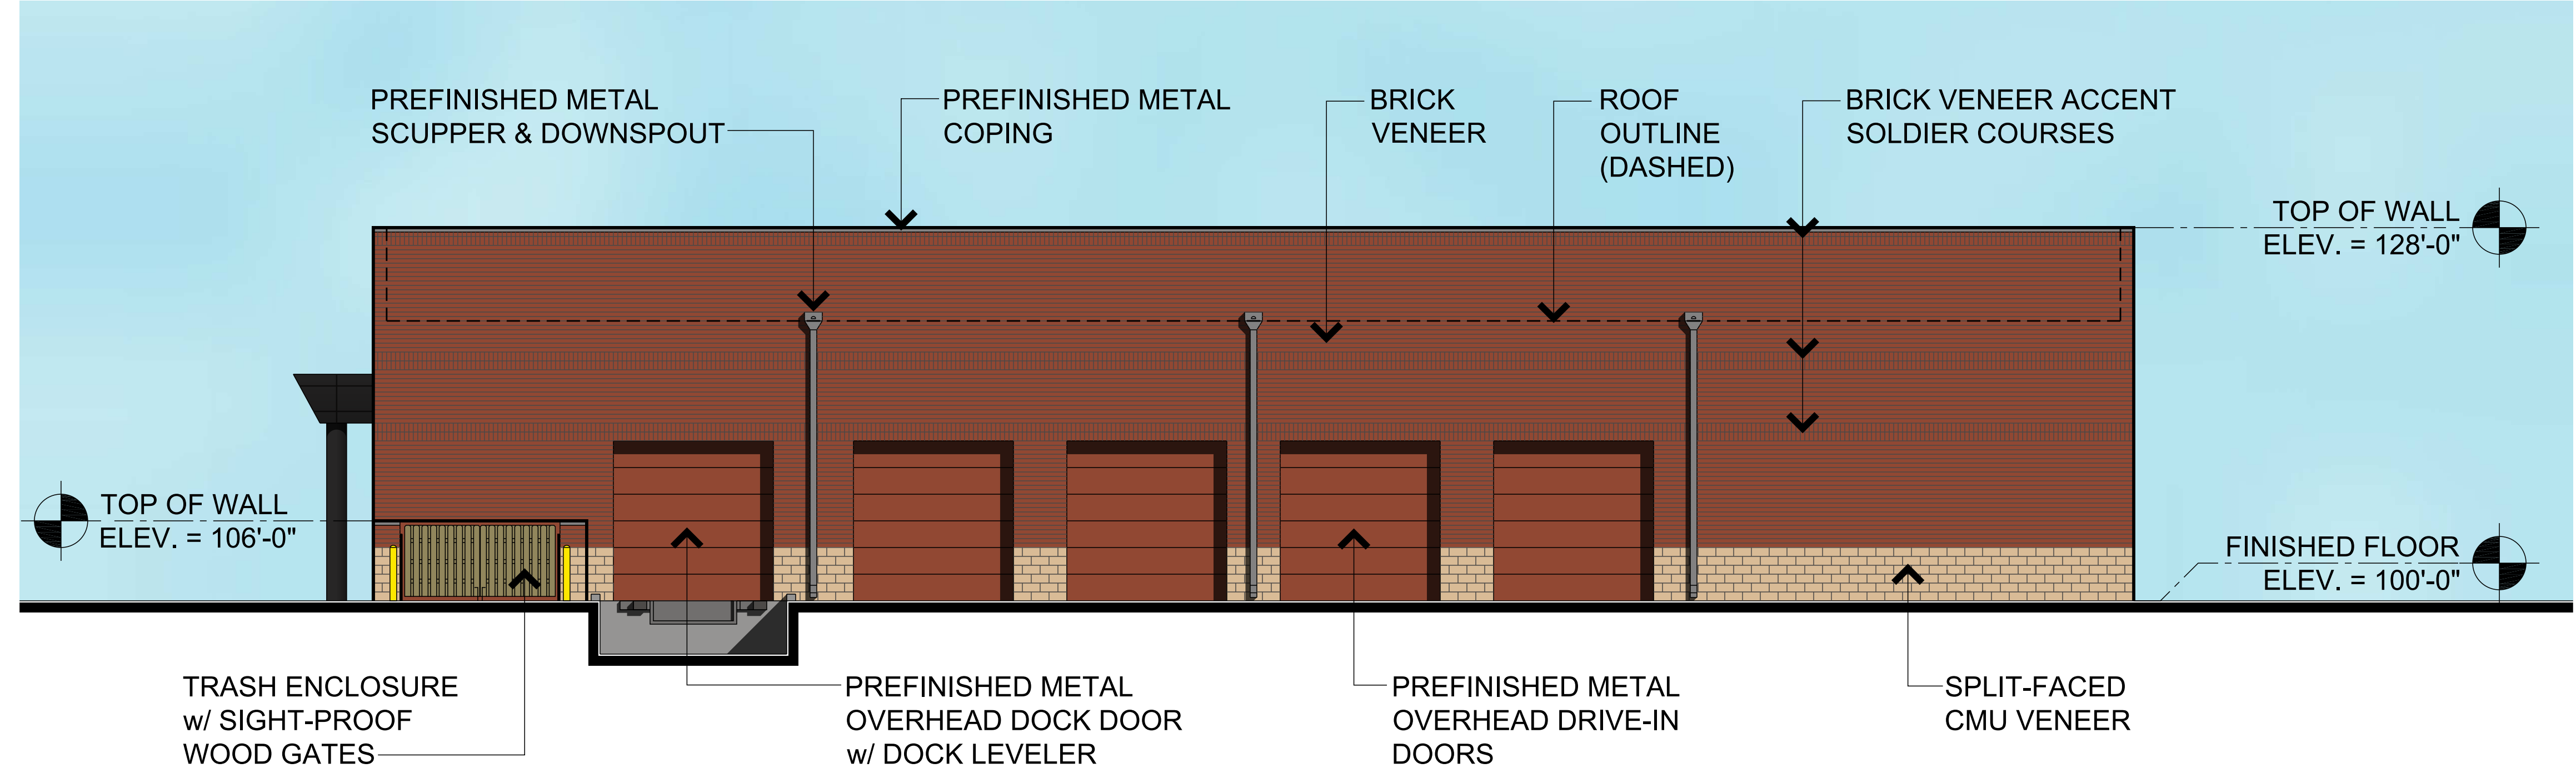 PREFINISHED METAL
SCUPPER & DOWNSPOUT
PREFINISHED METAL
COPING
BRICK
VENEER
ROOF
OUTLINE
(DASHED)
BRICK VENEER ACCENT
SOLDIER COURSES
TOP OF WALL
ELEV. = 128'-0"
TOP OF WALL
ELEV. = 106'-0"
FINISHED FLOOR
ELEV. = 100'-0"
TRASH ENCLOSURE
w/ SIGHT-PROOF
WOOD GATES
PREFINISHED METAL
OVERHEAD DOCK DOOR
w/ DOCK LEVELER
PREFINISHED METAL
OVERHEAD DRIVE-IN
DOORS
SPLIT-FACED
CMU VENEER